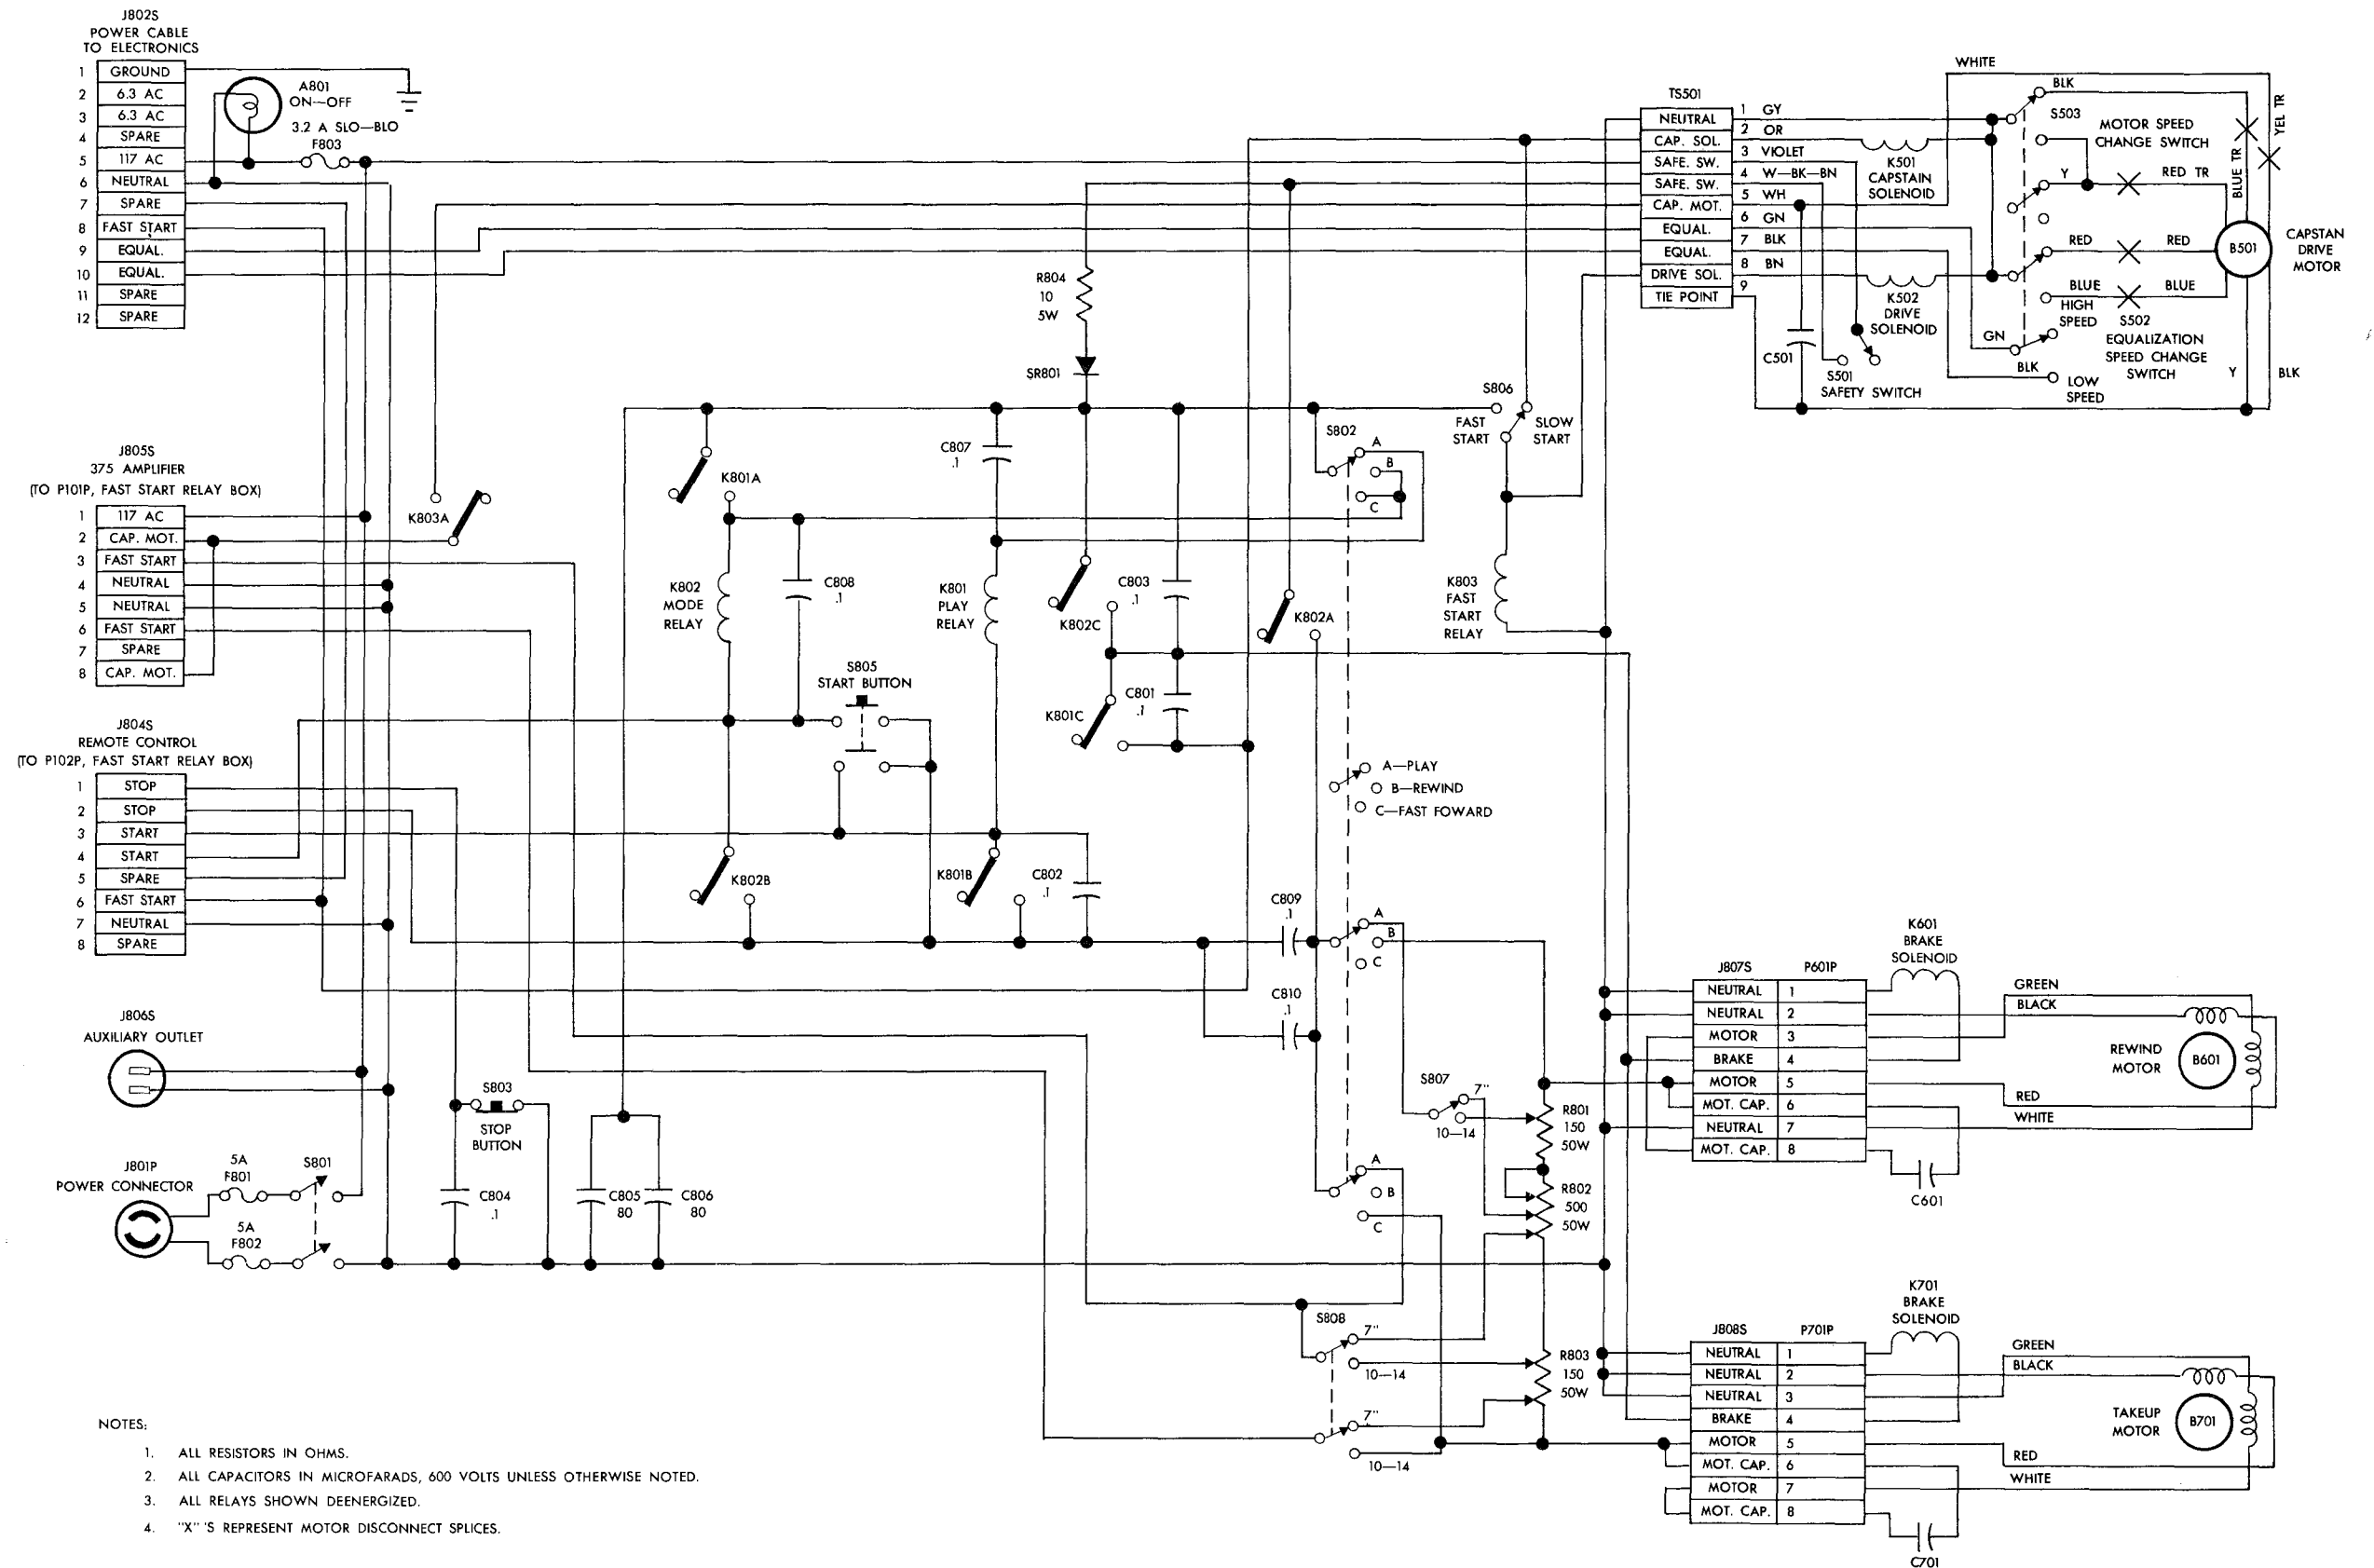 J802S
POWER CABLE
TO ELECTRONICS
1 GROUND
2 6.3 AC
3 6.3 AC
4 SPARE
5 117 AC
6 NEUTRAL
7 SPARE
8 FAST START
9 EQUAL.
10 EQUAL.
11 SPARE
12 SPARE
A801
ON—OFF
3.2 A SLO—BLO
F803
J805S
375 AMPLIFIER
(TO P101P, FAST START RELAY BOX)
1 117 AC
2 CAP. MOT.
3 FAST START
4 NEUTRAL
5 NEUTRAL
6 FAST START
7 SPARE
8 CAP. MOT.
K803A
J804S
REMOTE CONTROL
(TO P102P, FAST START RELAY BOX)
1 STOP
2 STOP
3 START
4 START
5 SPARE
6 FAST START
7 NEUTRAL
8 SPARE
J806S
AUXILIARY OUTLET
J801P
POWER CONNECTOR
5A
F801
S801
5A
F802
S803
STOP
BUTTON
C804
.1
C805
80
C806
80
K801A
K802
MODE
RELAY
C808
.1
S805
START BUTTON
K802B
C807
.1
K801
PLAY
RELAY
K801B
C802
.1
R804
10
5W
SR801
K802C
C803
.1
K801C
C801
.1
K802A
S802
A
B
C
A—PLAY
B—REWIND
C—FAST FOWARD
S806
FAST
START
SLOW
START
K803
FAST
START
RELAY
C809
.1
C810
.1
A
B
C
A
B
C
S807
7"
10—14
R801
150
50W
R802
500
50W
S808
7"
10—14
7"
10—14
R803
150
50W
TS501
NEUTRAL 1 GY
CAP. SOL. 2 OR
SAFE. SW. 3 VIOLET
SAFE. SW. 4 W—BK—BN
CAP. MOT. 5 WH
EQUAL. 6 GN
EQUAL. 7 BLK
DRIVE SOL. 8 BN
TIE POINT 9
WHITE
BLK
S503
MOTOR SPEED
CHANGE SWITCH
BLUE TR
YEL TR
K501
CAPSTAIN
SOLENOID
Y
RED TR
RED
RED
BLUE
BLUE
HIGH
SPEED
K502
DRIVE
SOLENOID
C501
S501
SAFETY SWITCH
GN
BLK
LOW
SPEED
S502
EQUALIZATION
SPEED CHANGE
SWITCH
B501
CAPSTAN
DRIVE
MOTOR
Y
BLK
J807S P601P
NEUTRAL 1
NEUTRAL 2
MOTOR 3
BRAKE 4
MOTOR 5
MOT. CAP. 6
NEUTRAL 7
MOT. CAP. 8
K601
BRAKE
SOLENOID
GREEN
BLACK
RED
WHITE
C601
REWIND
MOTOR
B601
J808S P701P
NEUTRAL 1
NEUTRAL 2
NEUTRAL 3
BRAKE 4
MOTOR 5
MOT. CAP. 6
MOTOR 7
MOT. CAP. 8
K701
BRAKE
SOLENOID
GREEN
BLACK
RED
WHITE
C701
TAKEUP
MOTOR
B701
NOTES:
1. ALL RESISTORS IN OHMS.
2. ALL CAPACITORS IN MICROFARADS, 600 VOLTS UNLESS OTHERWISE NOTED.
3. ALL RELAYS SHOWN DEENERGIZED.
4. "X"'S REPRESENT MOTOR DISCONNECT SPLICES.